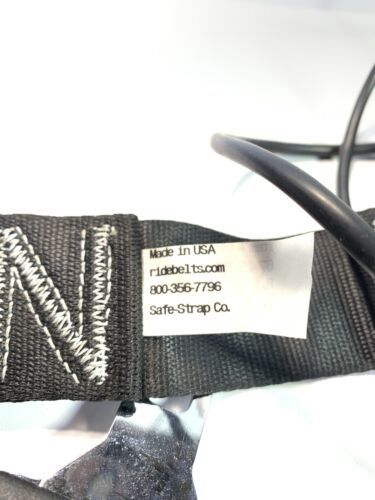 Made in USA
ridebelts.com
800-356-7796
Safe-Strap Co.